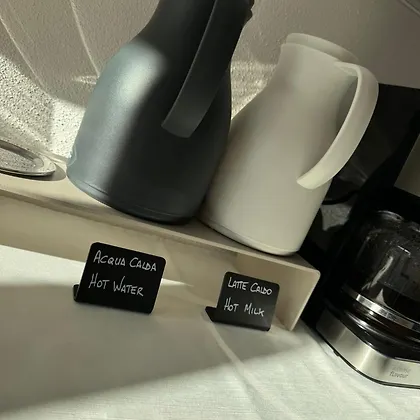 ACQUA CALDA
HOT WATER
LATTE CALDO
HOT MILK